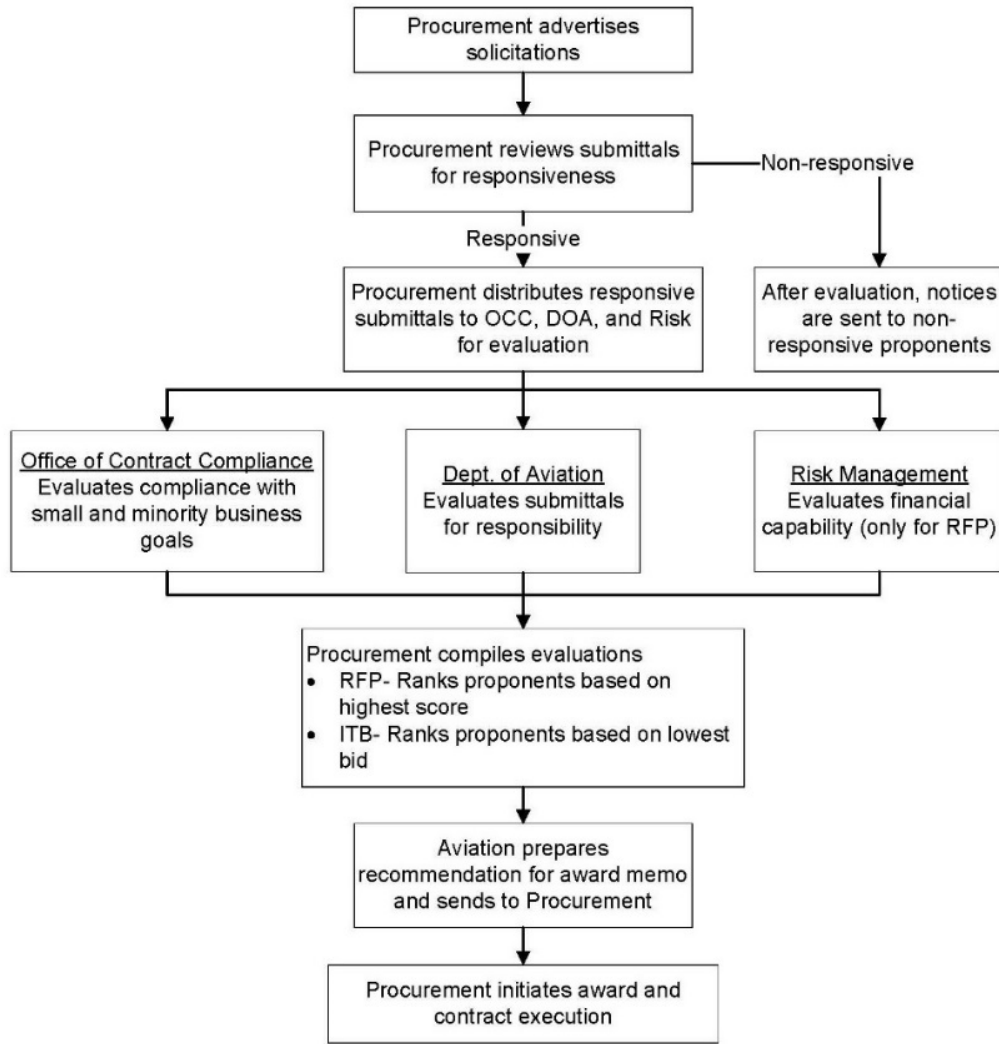 Procurement advertises
solicitations
Procurement reviews submittals
for responsiveness
Non-responsive
Responsive
Procurement distributes responsive
submittals to OCC, DOA, and Risk
for evaluation
After evaluation, notices
are sent to non-
responsive proponents
Office of Contract Compliance
Evaluates compliance with
small and minority business
goals
Dept. of Aviation
Evaluates submittals
for responsibility
Risk Management
Evaluates financial
capability (only for RFP)
Procurement compiles evaluations
• RFP- Ranks proponents based on
highest score
• ITB- Ranks proponents based on lowest
bid
Aviation prepares
recommendation for award memo
and sends to Procurement
Procurement initiates award and
contract execution